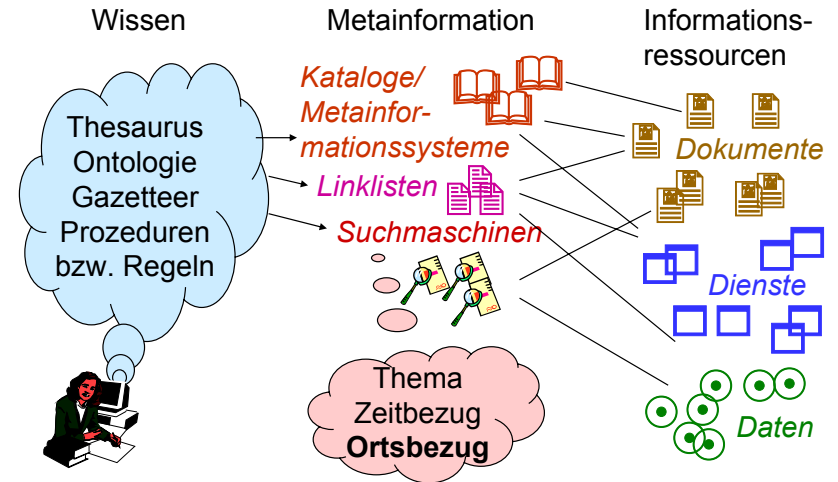 Wissen
Metainformation
Informations-
ressourcen
Thesaurus
Ontologie
Gazetteer
Prozeduren
bzw. Regeln
Kataloge/
Metainfor-
mationssysteme
Linklisten
Suchmaschinen
Thema
Zeitbezug
Ortsbezug
Dokumente
Dienste
Daten